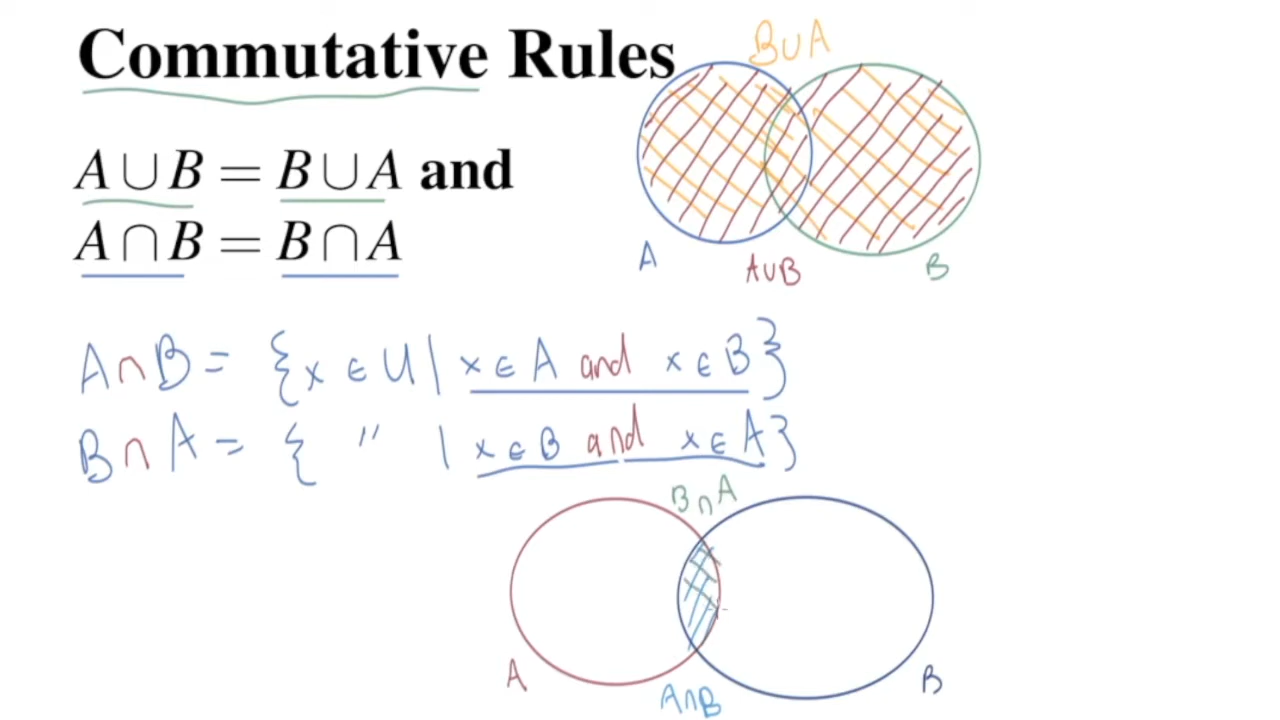 Commutative Rules
B∪A
A ∪ B = B ∪ A and
A ∩ B = B ∩ A
A
A∪B
B
A∩B = {x ∈ U | x ∈ A and x ∈ B}
B∩A = { " | x ∈ B and x ∈ A}
B∩A
A
A∩B
B